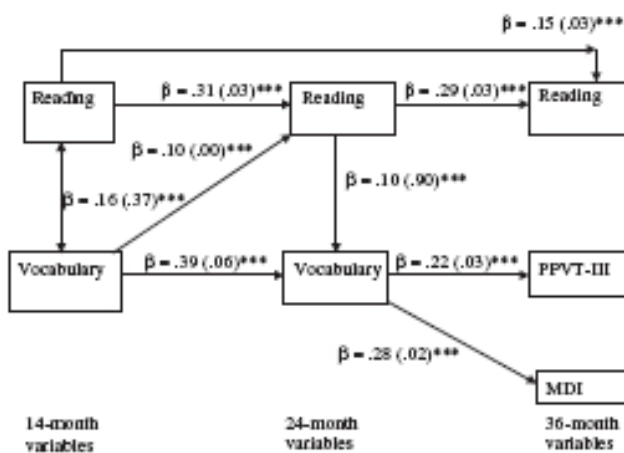 β = .15 (.03)***
Reading
β = .31 (.03)***
Reading
β = .29 (.03)***
Reading
β = .10 (.00)***
β = .16 (.37)***
β = .10 (.90)***
Vocabulary
β = .39 (.06)***
Vocabulary
β = .22 (.03)***
PPVT-III
β = .28 (.02)***
MDI
14-month
variables
24-month
variables
36-month
variables